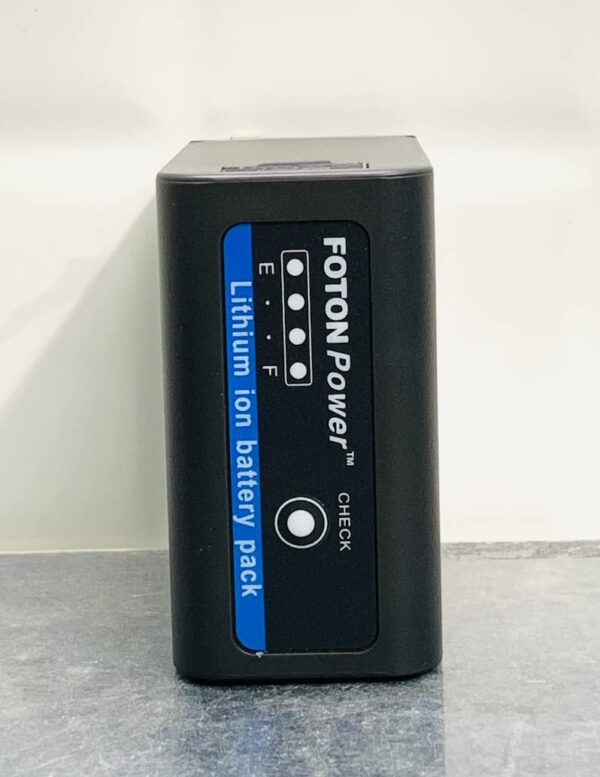 FOTON Power™
E . . F
CHECK
Lithium ion battery pack